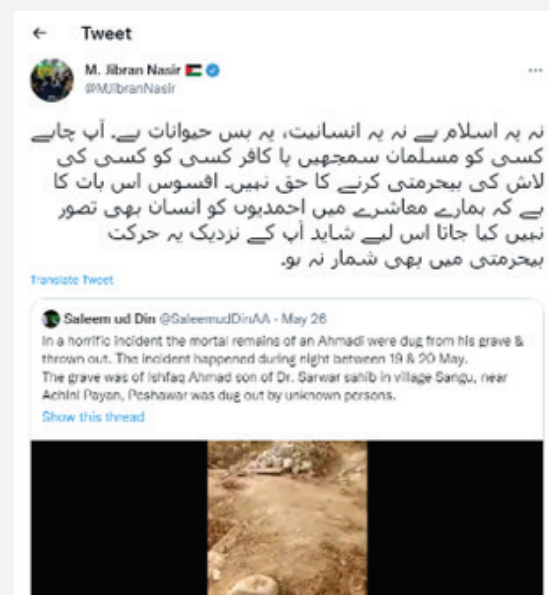 ← Tweet
M. Jibran Nasir 🇵🇸
@MJibranNasir
نہ یہ اسلام ہے نہ یہ انسانیت، یہ بس حیوانات ہے۔ آپ چاہے
کسی کو مسلمان سمجھیں یا کافر کسی کو کسی کی
لاش کی بیحرمتی کرنے کا حق نہیں۔ افسوس اس بات کا
ہے کہ ہمارے معاشرے میں احمدیوں کو انسان بھی تصور
نہیں کیا جاتا اس لیے شاید آپ کے نزدیک یہ حرکت
بیحرمتی میں بھی شمار نہ ہو۔
Translate Tweet
Saleem ud Din @SaleemudDinAA · May 26
In a horrific incident the mortal remains of an Ahmadi were dug from his grave &
thrown out. The incident happened during night between 19 & 20 May.
The grave was of Ishfaq Ahmad son of Dr. Sarwar sahib in village Sangu, near
Achini Payan, Peshawar was dug out by unknown persons.
Show this thread